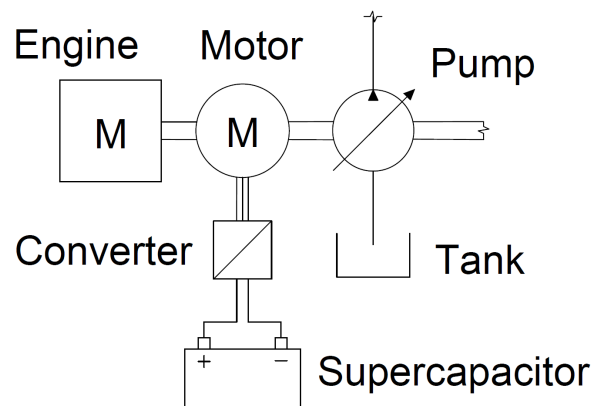 Engine
Motor
Pump
M
M
Converter
Tank
+ −
Supercapacitor